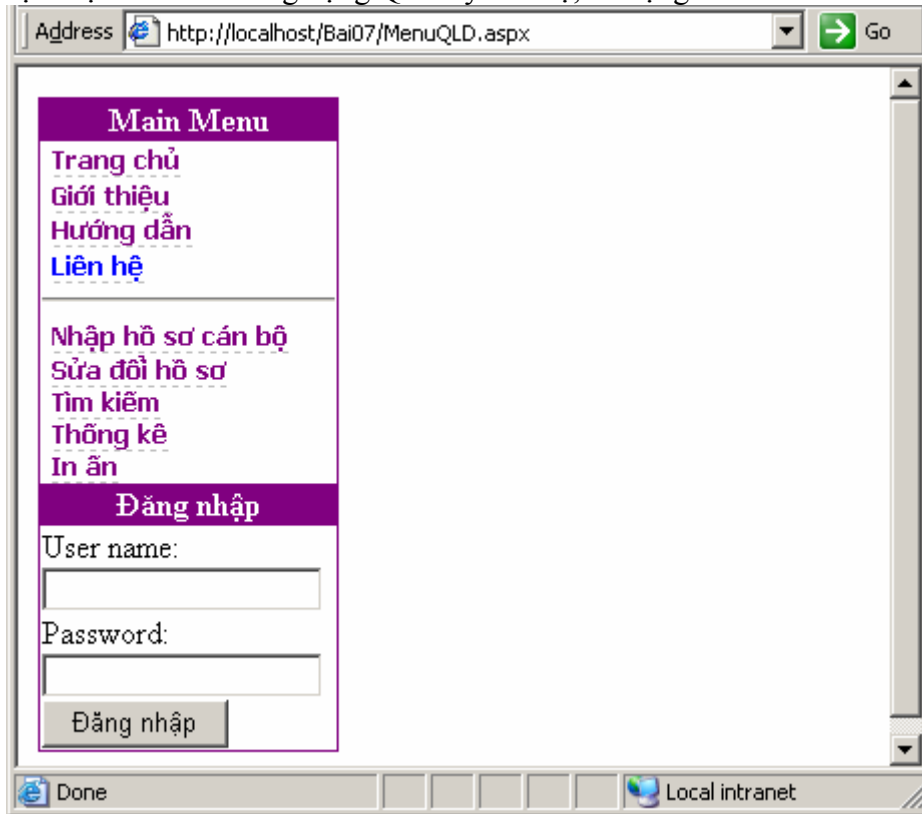 Address http://localhost/Bai07/MenuQLD.aspx Go
Main Menu
Trang chủ
Giới thiệu
Hướng dẫn
Liên hệ
Nhập hồ sơ cán bộ
Sửa đổi hồ sơ
Tìm kiếm
Thống kê
In ấn
Đăng nhập
User name:
Password:
Đăng nhập
Done Local intranet